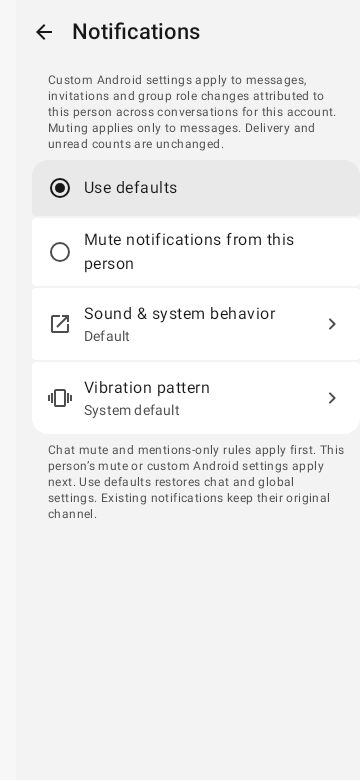 Notifications
Custom Android settings apply to messages,
invitations and group role changes attributed to
this person across conversations for this account.
Muting applies only to messages. Delivery and
unread counts are unchanged.
Use defaults
Mute notifications from this
person
Sound & system behavior
Default
Vibration pattern
System default
Chat mute and mentions-only rules apply first. This
person’s mute or custom Android settings apply
next. Use defaults restores chat and global
settings. Existing notifications keep their original
channel.